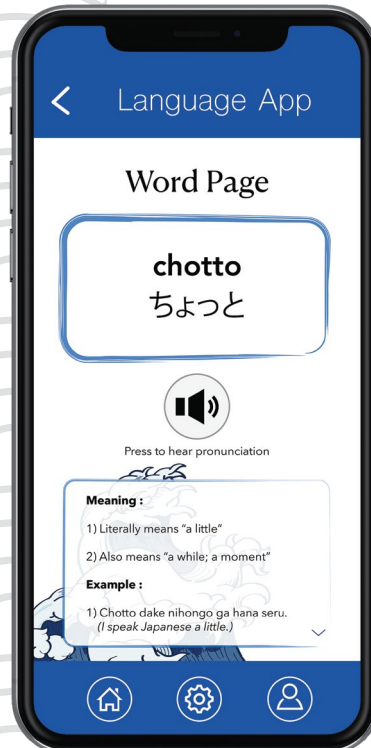 Language App
Word Page
chotto
ちょっと
Press to hear pronunciation
Meaning :
1) Literally means “a little”
2) Also means “a while; a moment”
Example :
1) Chotto dake nihongo ga hana seru.
(I speak Japanese a little.)